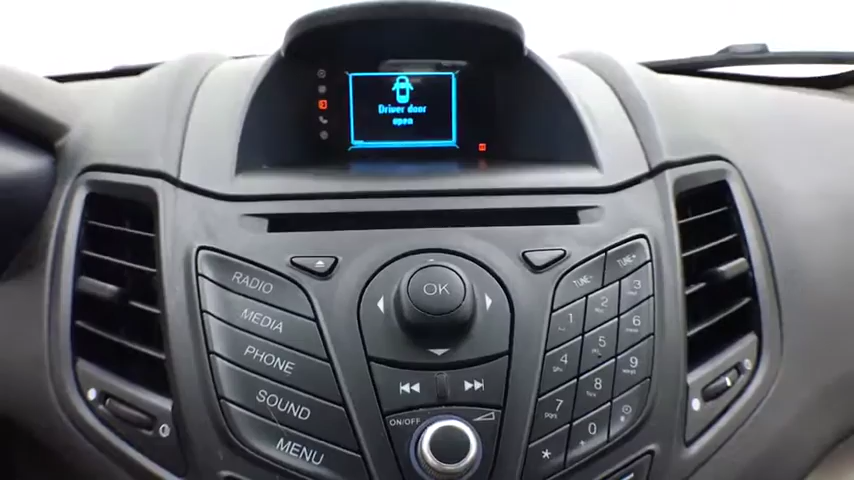 Driver door
open
OK
RADIO
MEDIA
PHONE
SOUND
MENU
ON/OFF
TUNE-
TUNE+
1
2
3
4
5
6
7
8
9
*
0